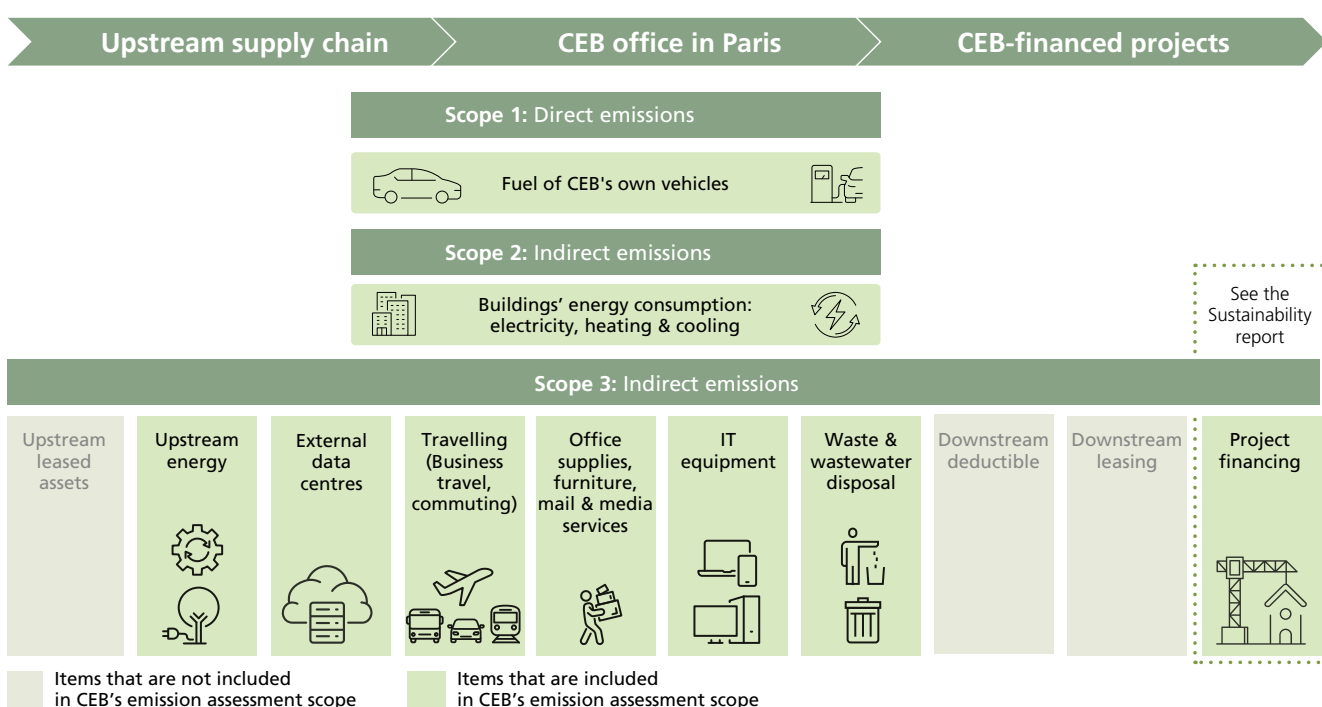 Upstream supply chain
CEB office in Paris
CEB-financed projects
Scope 1: Direct emissions
Fuel of CEB's own vehicles
Scope 2: Indirect emissions
Buildings’ energy consumption:
electricity, heating & cooling
See the
Sustainability
report
Scope 3: Indirect emissions
Upstream
leased
assets
Upstream
energy
External
data
centres
Travelling
(Business
travel,
commuting)
Office
supplies,
furniture,
mail & media
services
IT
equipment
Waste &
wastewater
disposal
Downstream
deductible
Downstream
leasing
Project
financing
Items that are not included
in CEB’s emission assessment scope
Items that are included
in CEB’s emission assessment scope